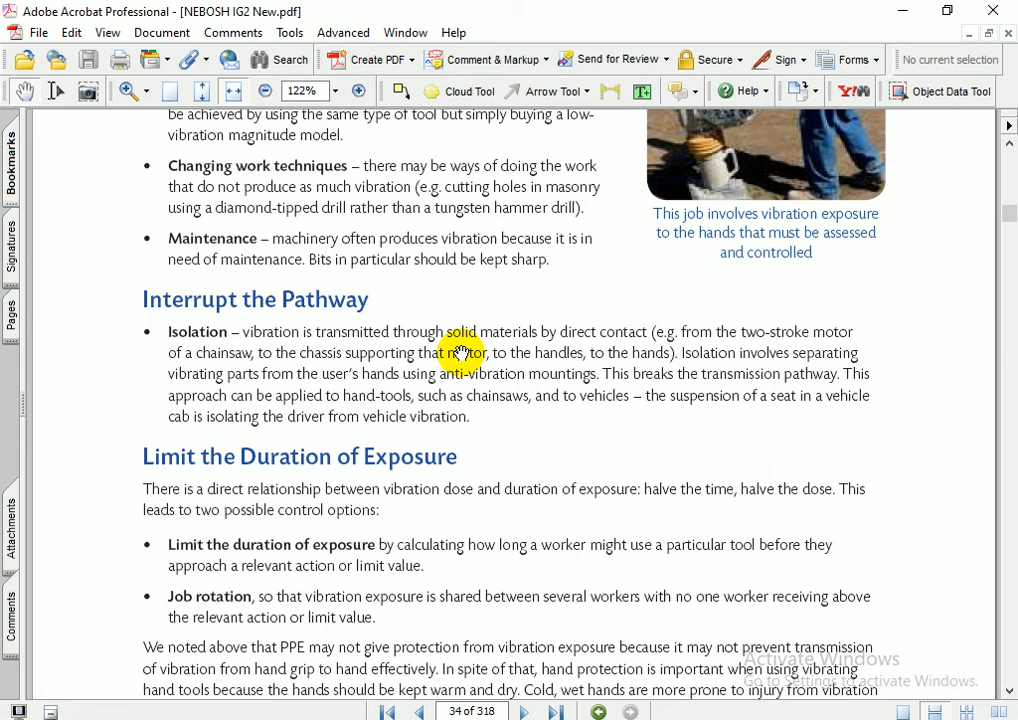 Adobe Acrobat Professional - [NEBOSH IG2 New.pdf]
File Edit View Document Comments Tools Advanced Window Help
Search Create PDF Comment & Markup Send for Review Secure Sign Forms No current selection
122% Cloud Tool Arrow Tool Help Y! Object Data Tool
Bookmarks
Signatures
Pages
Attachments
Comments
be achieved by using the same type of tool but simply buying a low-
vibration magnitude model.
• Changing work techniques – there may be ways of doing the work
that do not produce as much vibration (e.g. cutting holes in masonry
using a diamond-tipped drill rather than a tungsten hammer drill).
• Maintenance – machinery often produces vibration because it is in
need of maintenance. Bits in particular should be kept sharp.
This job involves vibration exposure
to the hands that must be assessed
and controlled
Interrupt the Pathway
• Isolation – vibration is transmitted through solid materials by direct contact (e.g. from the two-stroke motor
of a chainsaw, to the chassis supporting that motor, to the handles, to the hands). Isolation involves separating
vibrating parts from the user's hands using anti-vibration mountings. This breaks the transmission pathway. This
approach can be applied to hand-tools, such as chainsaws, and to vehicles – the suspension of a seat in a vehicle
cab is isolating the driver from vehicle vibration.
Limit the Duration of Exposure
There is a direct relationship between vibration dose and duration of exposure: halve the time, halve the dose. This
leads to two possible control options:
• Limit the duration of exposure by calculating how long a worker might use a particular tool before they
approach a relevant action or limit value.
• Job rotation, so that vibration exposure is shared between several workers with no one worker receiving above
the relevant action or limit value.
We noted above that PPE may not give protection from vibration exposure because it may not prevent transmission
of vibration from hand grip to hand effectively. In spite of that, hand protection is important when using vibrating
hand tools because the hands should be kept warm and dry. Cold, wet hands are more prone to injury from vibration
Activate Windows
Go to Settings to activate Windows.
34 of 318